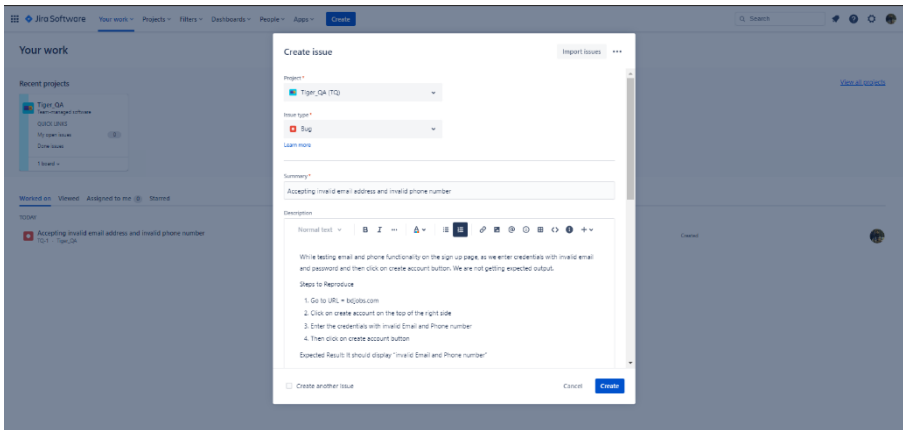 Jira Software Your work Projects Filters Dashboards People Apps Create Search
Your work
Recent projects
View all projects
Tiger_QA
Team-managed software
QUICK LINKS
My open issues 0
Done issues
1 board
Worked on Viewed Assigned to me 0 Starred
TODAY
Accepting invalid email address and invalid phone number
TQ-1 Tiger_QA
Created
Create issue
Import issues
Project *
Tiger_QA (TQ)
Issue type *
Bug
Learn more
Summary *
Accepting invalid email address and invalid phone number
Description
Normal text B I ... A
While testing email and phone functionality on the sign up page, as we enter credentials with invalid email
and password and then click on create account button. We are not getting expected output.
Steps to Reproduce
1. Go to URL = bdjobs.com
2. Click on create account on the top of the right side
3. Enter the credentials with invalid Email and Phone number
4. Then click on create account button
Expected Result: It should display "invalid Email and Phone number"
Create another issue
Cancel
Create